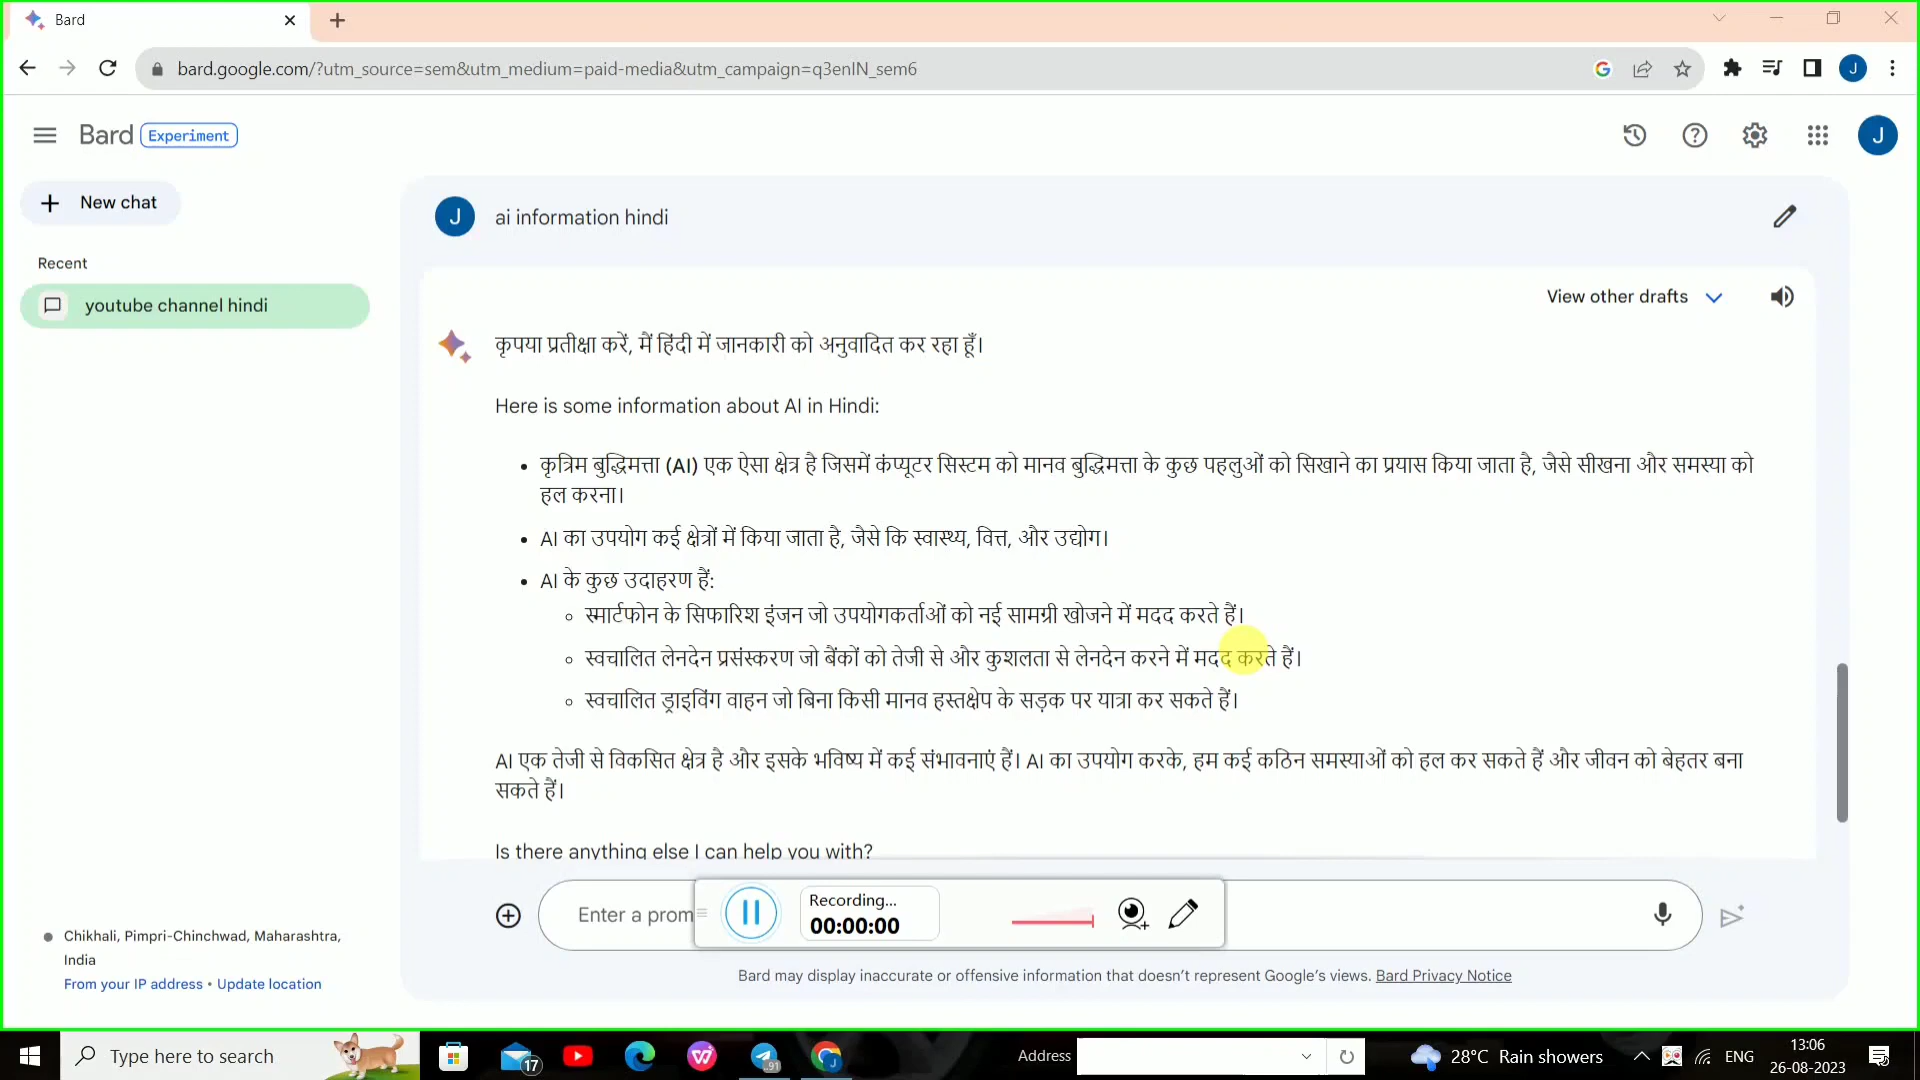 Bard
bard.google.com/?utm_source=sem&utm_medium=paid-media&utm_campaign=q3enIN_sem6
J
Bard Experiment
J
New chat
J ai information hindi
Recent
youtube channel hindi
View other drafts
कृपया प्रतीक्षा करें, मैं हिंदी में जानकारी को अनुवादित कर रहा हूँ।
Here is some information about AI in Hindi:
• कृत्रिम बुद्धिमत्ता (AI) एक ऐसा क्षेत्र है जिसमें कंप्यूटर सिस्टम को मानव बुद्धिमत्ता के कुछ पहलुओं को सिखाने का प्रयास किया जाता है, जैसे सीखना और समस्या को
हल करना।
• AI का उपयोग कई क्षेत्रों में किया जाता है, जैसे कि स्वास्थ्य, वित्त, और उद्योग।
• AI के कुछ उदाहरण हैं:
◦ स्मार्टफोन के सिफारिश इंजन जो उपयोगकर्ताओं को नई सामग्री खोजने में मदद करते हैं।
◦ स्वचालित लेनदेन प्रसंस्करण जो बैंकों को तेजी से और कुशलता से लेनदेन करने में मदद करते हैं।
◦ स्वचालित ड्राइविंग वाहन जो बिना किसी मानव हस्तक्षेप के सड़क पर यात्रा कर सकते हैं।
AI एक तेजी से विकसित क्षेत्र है और इसके भविष्य में कई संभावनाएं हैं। AI का उपयोग करके, हम कई कठिन समस्याओं को हल कर सकते हैं और जीवन को बेहतर बना
सकते हैं।
Is there anything else I can help you with?
Enter a prom
Recording...
00:00:00
Chikhali, Pimpri-Chinchwad, Maharashtra,
India
From your IP address • Update location
Bard may display inaccurate or offensive information that doesn't represent Google's views. Bard Privacy Notice
Type here to search
17
91
J
Address
28°C Rain showers
ENG
13:06
26-08-2023